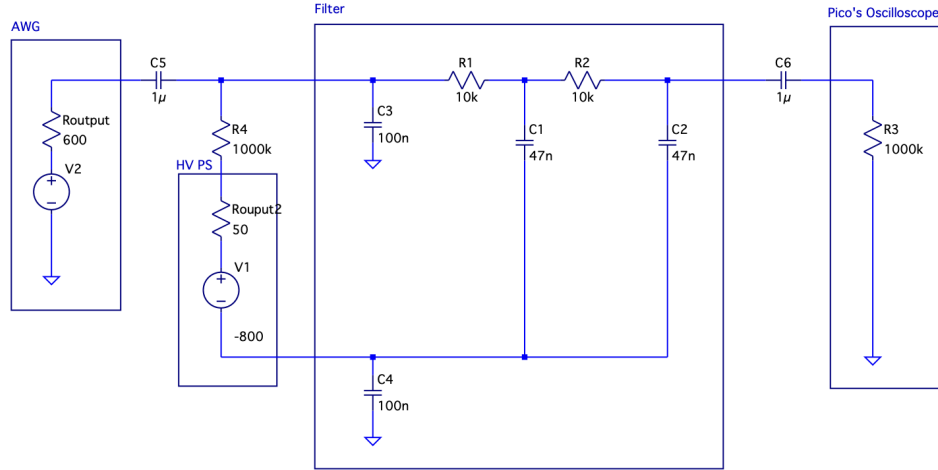 AWG
Filter
Pico's Oscilloscope
C5
1µ
R1
10k
R2
10k
C6
1µ
Routput
600
V2
R4
1000k
C3
100n
C1
47n
C2
47n
R3
1000k
HV PS
Rouput2
50
V1
-800
C4
100n